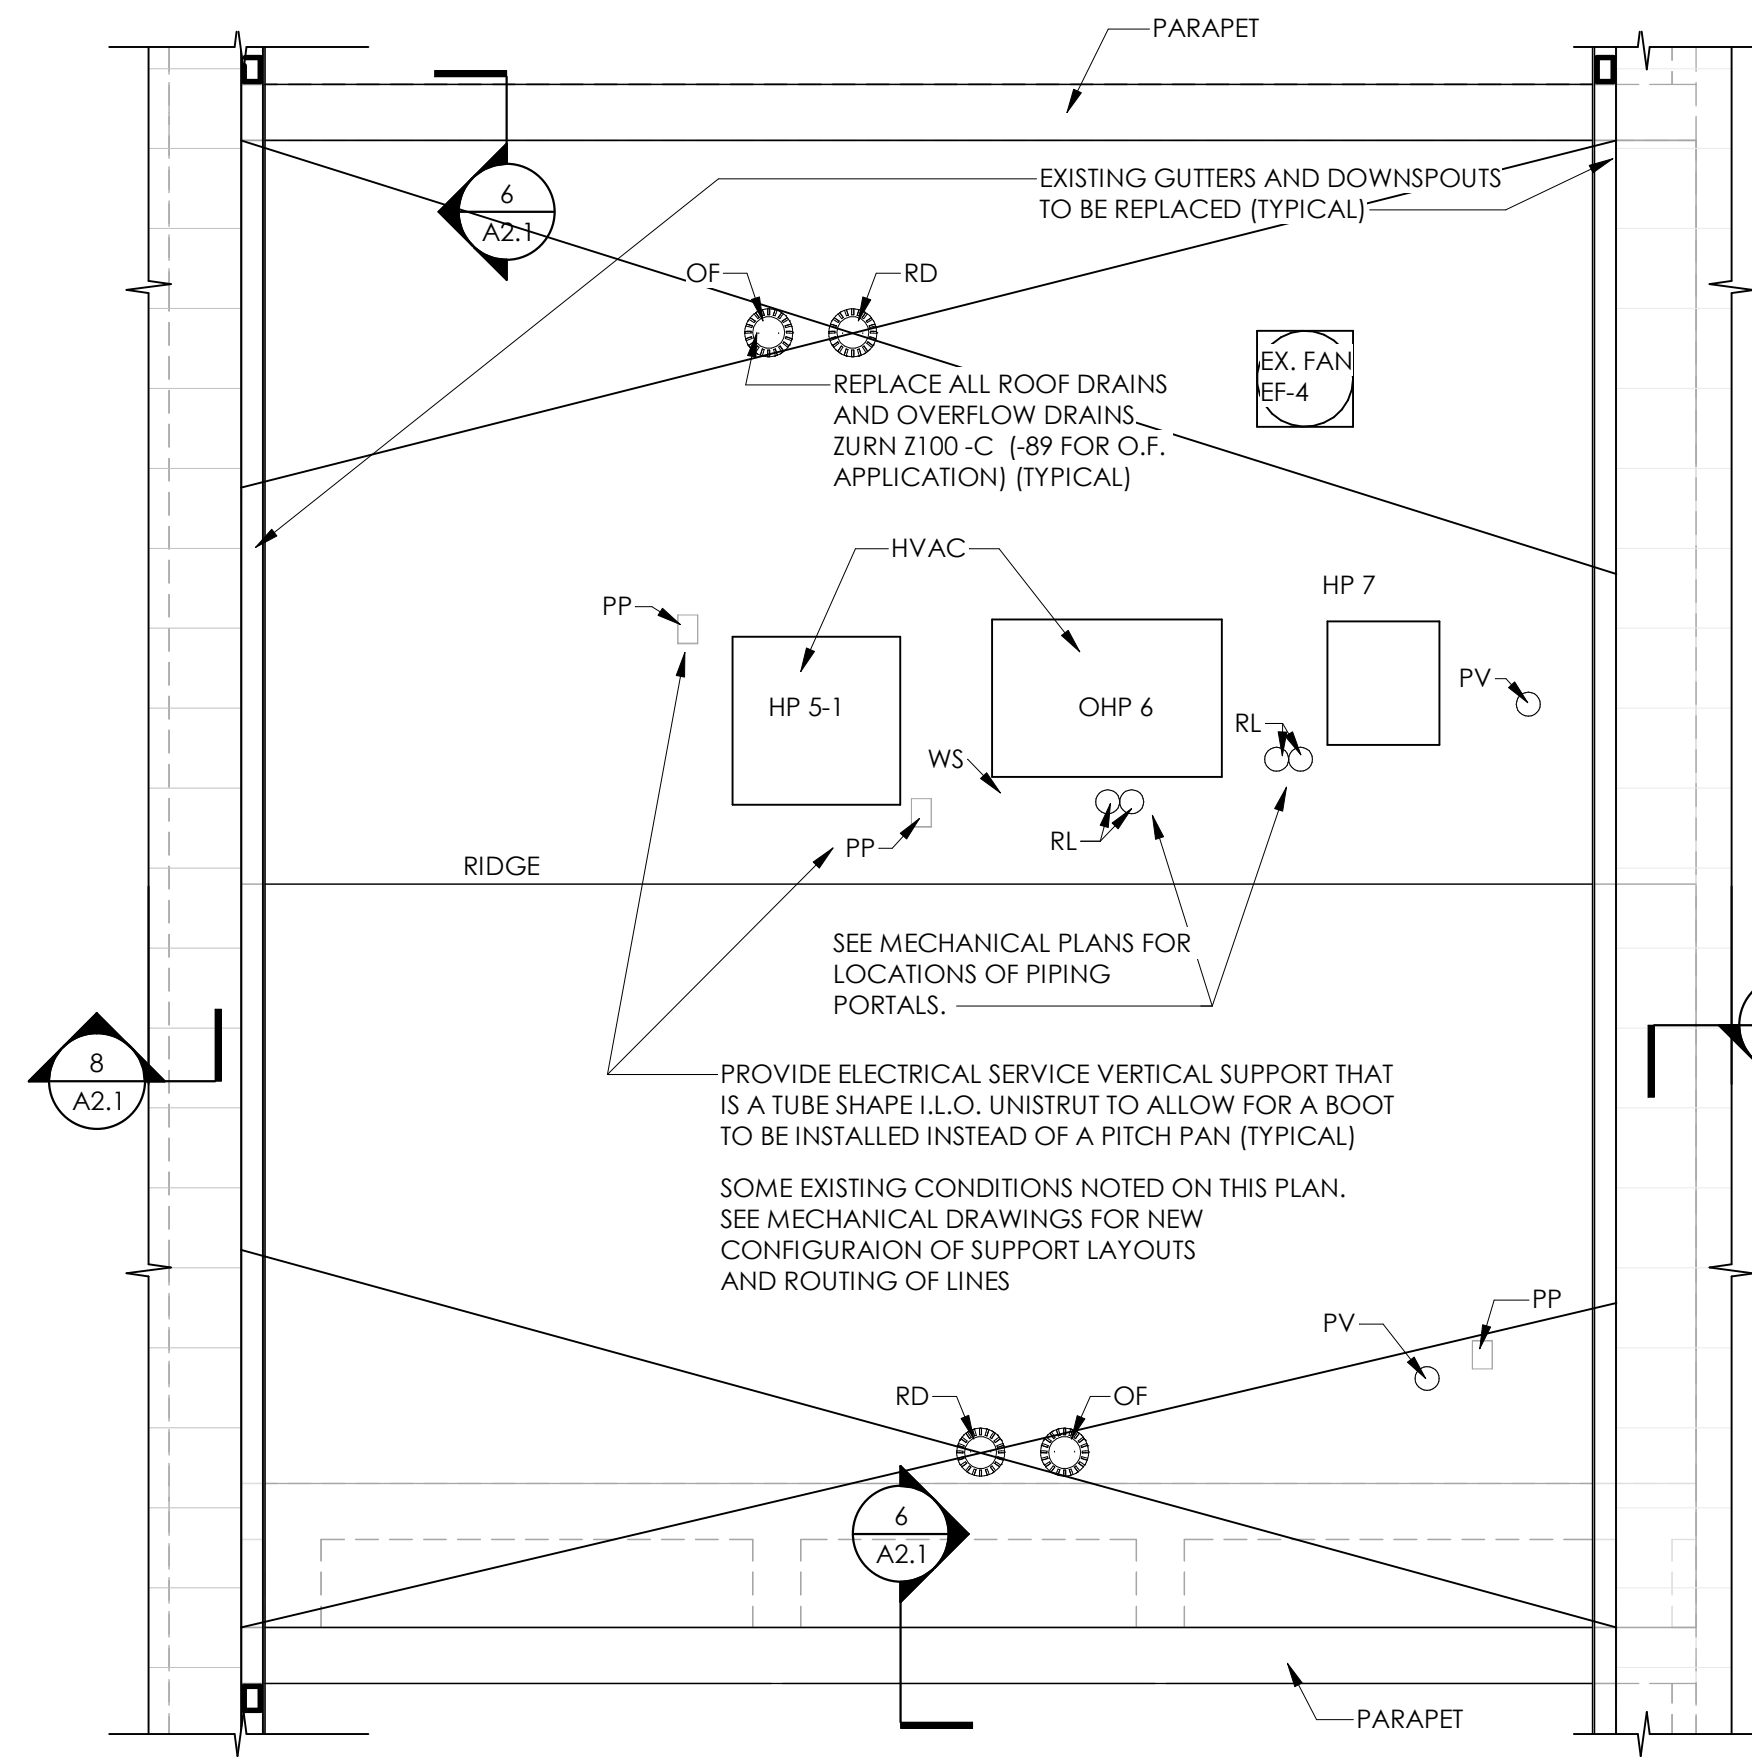 PARAPET
EXISTING GUTTERS AND DOWNSPOUTS
TO BE REPLACED (TYPICAL)
6
A2.1
OF
RD
EX. FAN
EF-4
REPLACE ALL ROOF DRAINS
AND OVERFLOW DRAINS
ZURN Z100 -C (-89 FOR O.F.
APPLICATION) (TYPICAL)
HVAC
HP 7
PP
PV
HP 5-1
OHP 6
RL
WS
RL
PP
RIDGE
SEE MECHANICAL PLANS FOR
LOCATIONS OF PIPING
PORTALS.
8
A2.1
PROVIDE ELECTRICAL SERVICE VERTICAL SUPPORT THAT
IS A TUBE SHAPE I.L.O. UNISTRUT TO ALLOW FOR A BOOT
TO BE INSTALLED INSTEAD OF A PITCH PAN (TYPICAL)
SOME EXISTING CONDITIONS NOTED ON THIS PLAN.
SEE MECHANICAL DRAWINGS FOR NEW
CONFIGURAION OF SUPPORT LAYOUTS
AND ROUTING OF LINES
PP
PV
RD
OF
6
A2.1
PARAPET